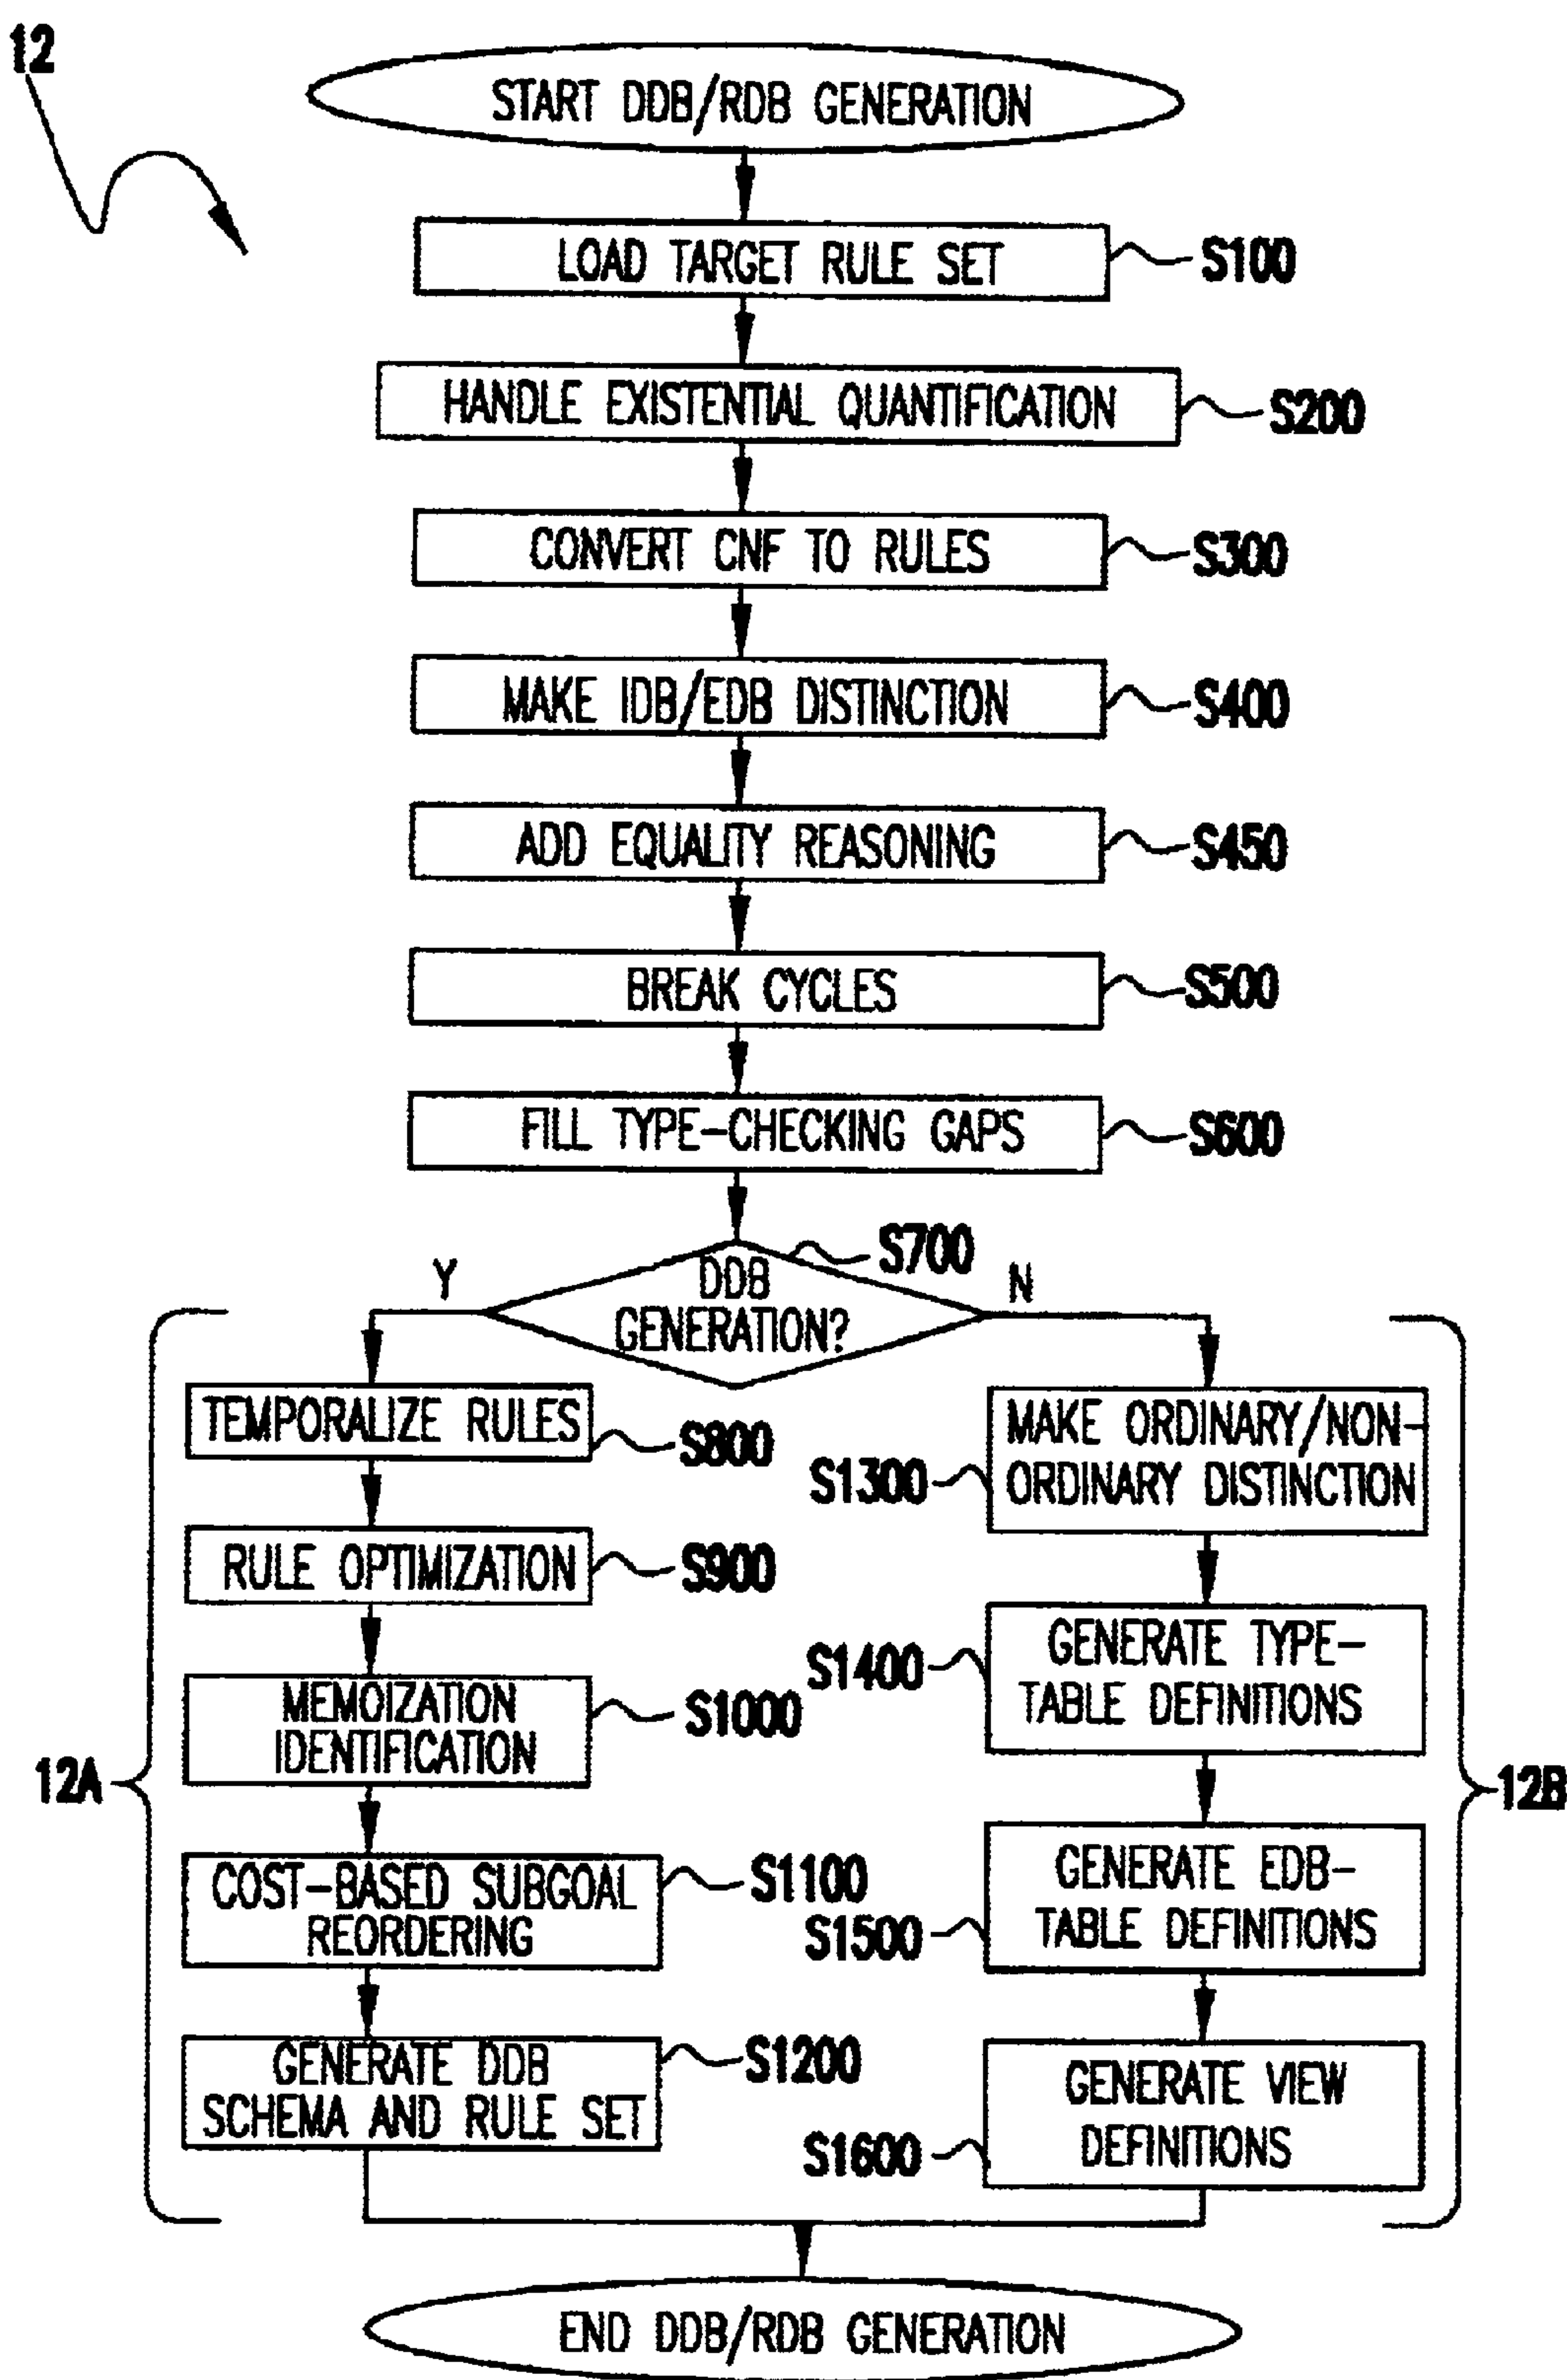 12
START DDB/RDB GENERATION
LOAD TARGET RULE SET
S100
HANDLE EXISTENTIAL QUANTIFICATION
S200
CONVERT CNF TO RULES
S300
MAKE IDB/EDB DISTINCTION
S400
ADD EQUALITY REASONING
S450
BREAK CYCLES
S500
FILL TYPE-CHECKING GAPS
S600
S700
DDB
GENERATION?
Y
N
12A
TEMPORALIZE RULES
S800
RULE OPTIMIZATION
S900
MEMOIZATION
IDENTIFICATION
S1000
COST-BASED SUBGOAL
REORDERING
S1100
GENERATE DDB
SCHEMA AND RULE SET
S1200
MAKE ORDINARY/NON-
ORDINARY DISTINCTION
S1300
GENERATE TYPE-
TABLE DEFINITIONS
S1400
GENERATE EDB-
TABLE DEFINITIONS
S1500
GENERATE VIEW
DEFINITIONS
S1600
12B
END DDB/RDB GENERATION